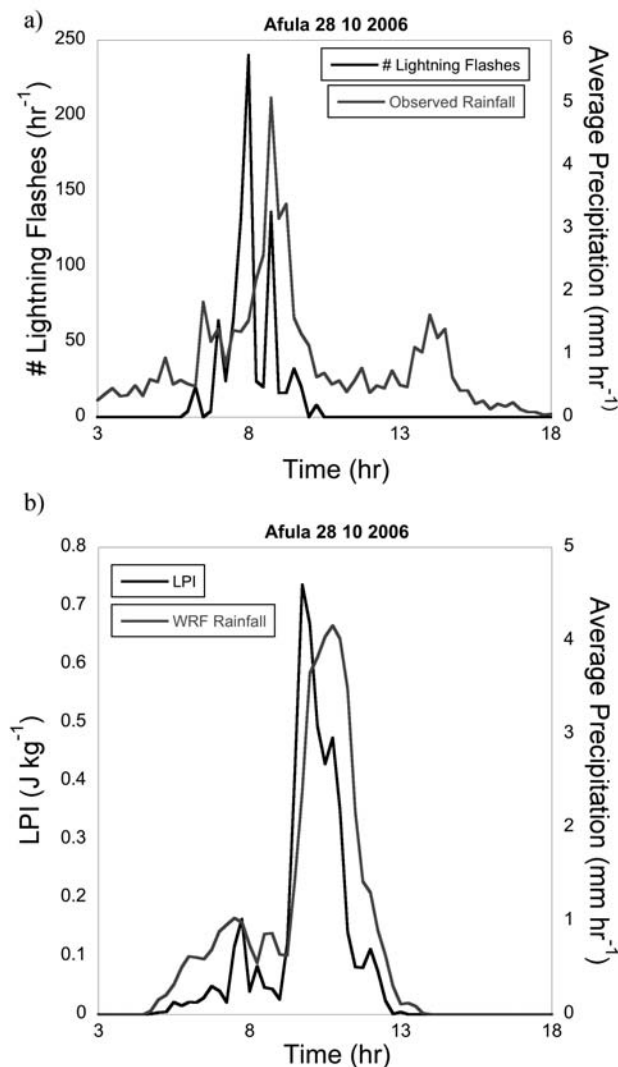 a)
Afula 28 10 2006
# Lightning Flashes
Observed Rainfall
# Lightning Flashes (hr-1)
250
200
150
100
50
0
Average Precipitation (mm hr-1)
6
5
4
3
2
1
0
3
8
13
18
Time (hr)
b)
Afula 28 10 2006
LPI
WRF Rainfall
LPI (J kg-1)
0.8
0.7
0.6
0.5
0.4
0.3
0.2
0.1
0
Average Precipitation (mm hr-1)
5
4
3
2
1
0
3
8
13
18
Time (hr)